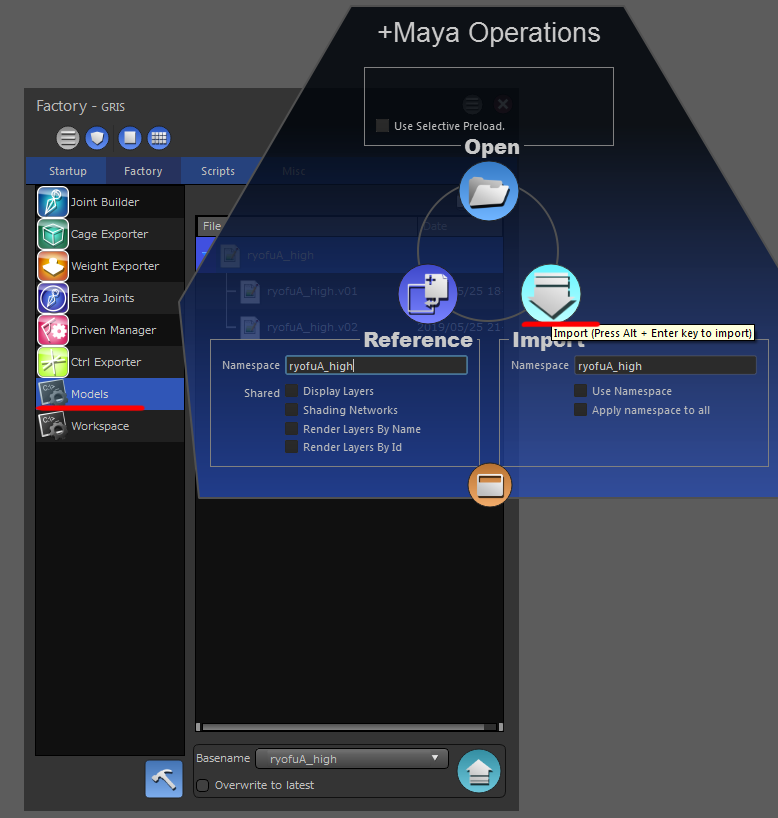 +Maya Operations
Factory - GRIS
Use Selective Preload.
Open
Startup
Factory
Scripts
Misc
Joint Builder
Cage Exporter
Weight Exporter
Extra Joints
Driven Manager
Ctrl Exporter
Models
Workspace
File
Date
ryofuA_high
ryofuA_high.v01
/25 18
ryofuA_high.v02
2019/05/25 21
Import (Press Alt + Enter key to import)
Reference
Import
Namespace
ryofuA_high
Shared
Display Layers
Shading Networks
Render Layers By Name
Render Layers By Id
Namespace
ryofuA_high
Use Namespace
Apply namespace to all
Basename
ryofuA_high
Overwrite to latest